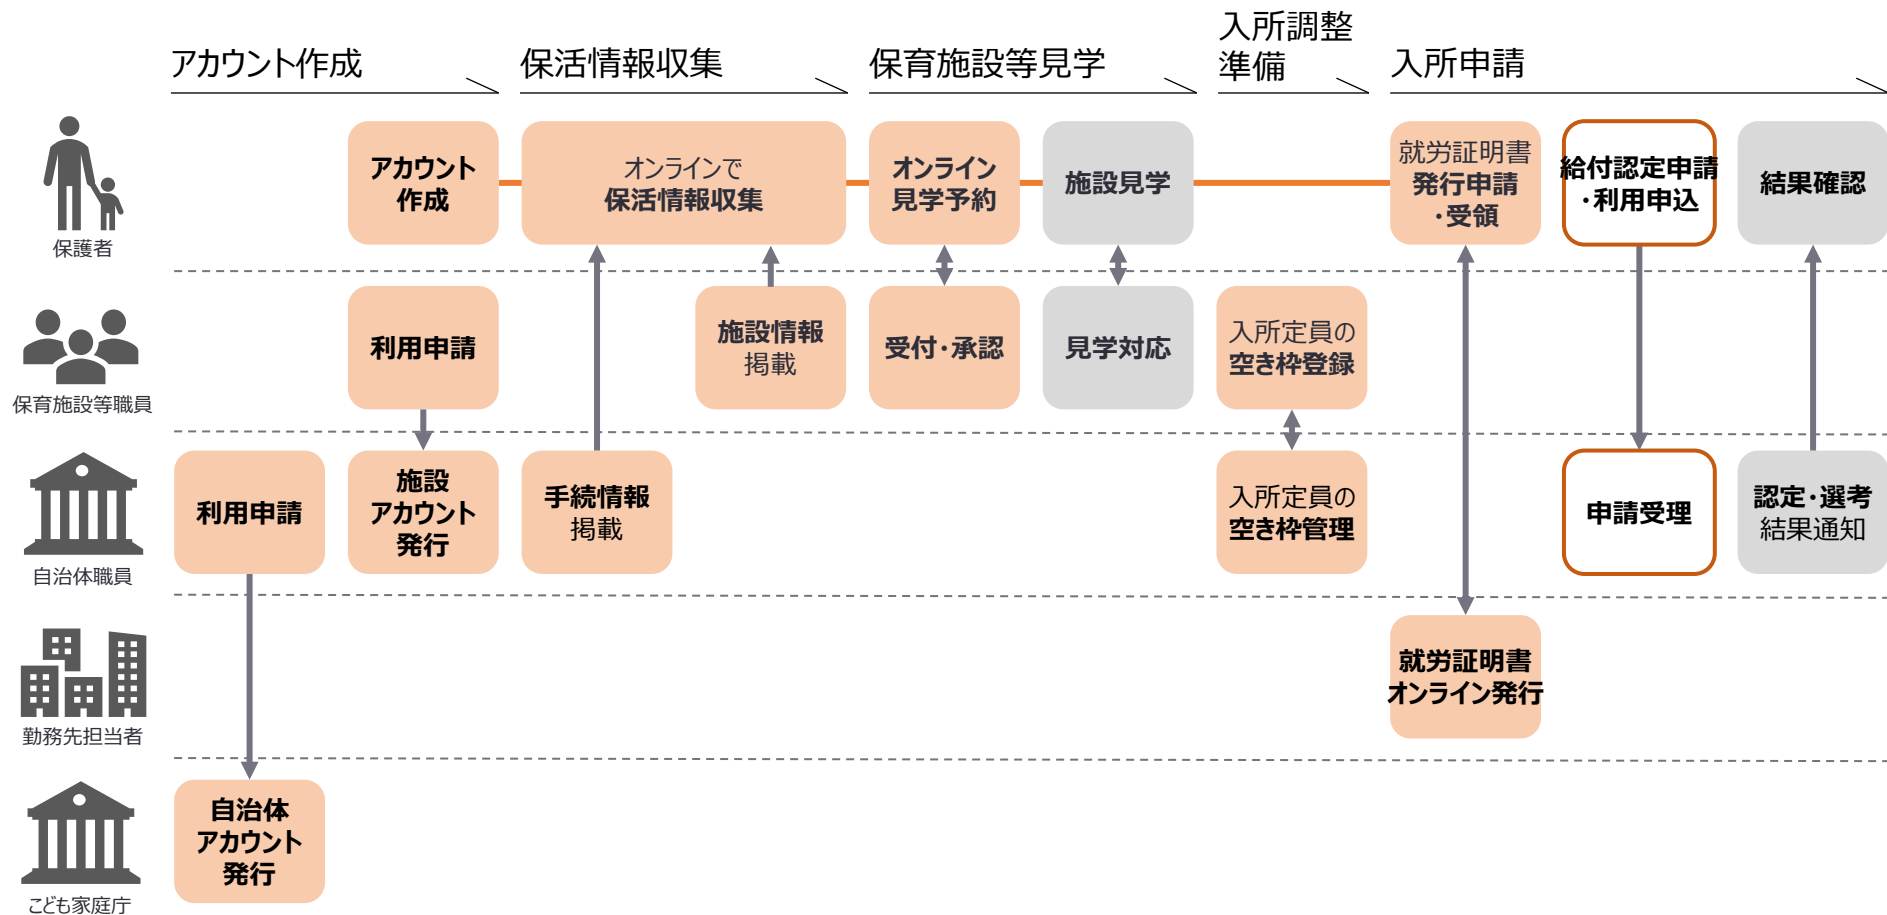 アカウント作成
保活情報収集
保育施設等見学
入所調整
準備
入所申請
保護者
アカウント
作成
オンラインで
保活情報収集
オンライン
見学予約
施設見学
就労証明書
発行申請
・受領
給付認定申請
・利用申込
結果確認
保育施設等職員
利用申請
施設情報
掲載
受付・承認
見学対応
入所定員の
空き枠登録
自治体職員
利用申請
施設
アカウント
発行
手続情報
掲載
入所定員の
空き枠管理
申請受理
認定・選考
結果通知
勤務先担当者
就労証明書
オンライン発行
こども家庭庁
自治体
アカウント
発行